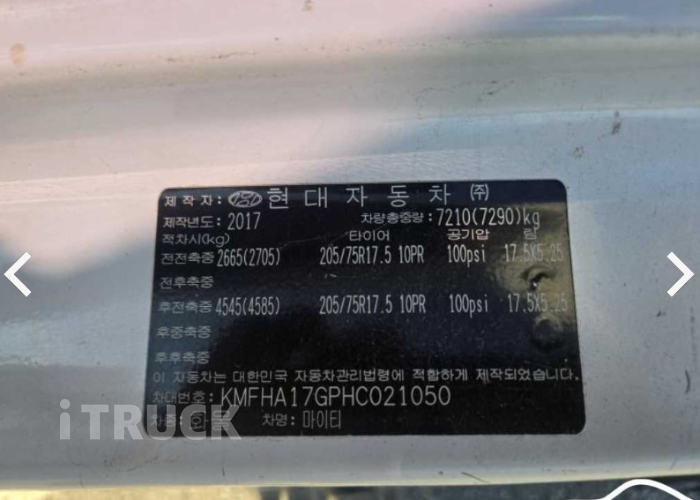 제 작 자: 현 대 자 동 차 ㈜
제작년도: 2017 차량총중량: 7210(7290)kg
적차시(kg) 타이어 공기압 림
전전축중 2665(2705) 205/75R17.5 10PR 100psi 17.5X5.25
전후축중
후전축중 4545(4585) 205/75R17.5 10PR 100psi 17.5X5.25
후중축중
후후축중
이 자동차는 대한민국 자동차관리법령에 적합하게 제작되었습니다.
차대번호: KMFHA17GPHC021050
차종: 화물 차명: 마이티
iTRUCK